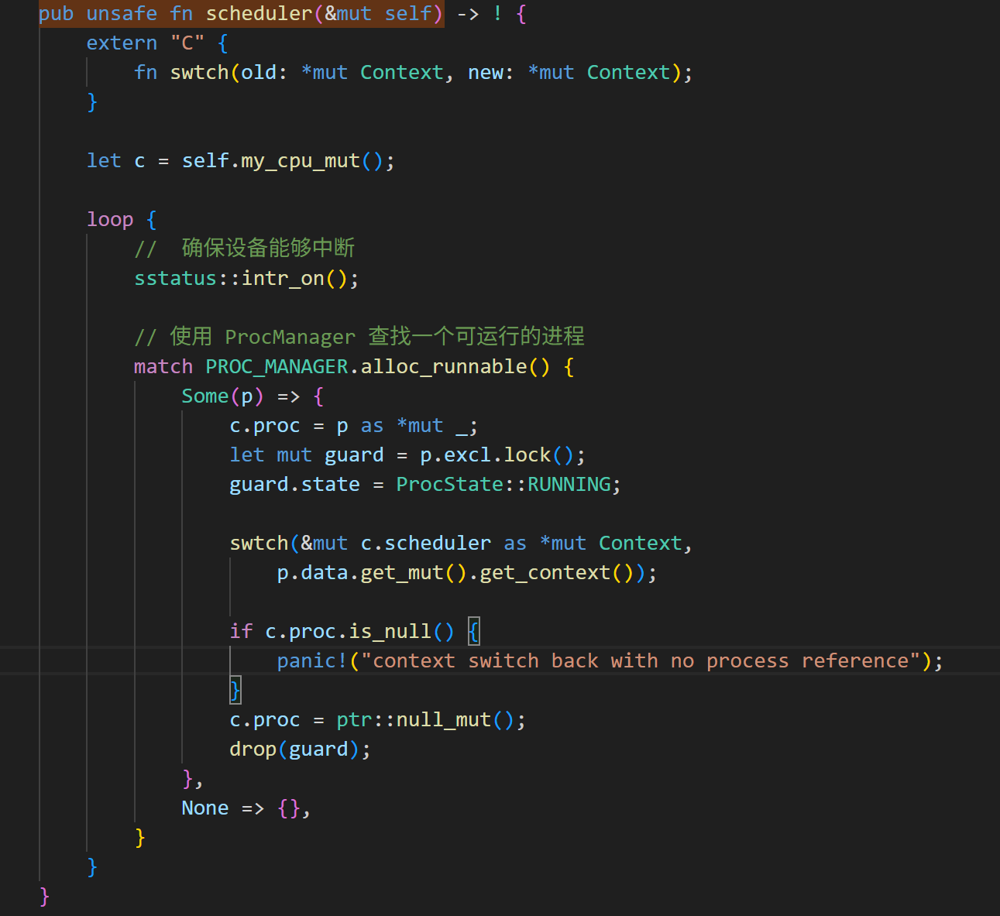 pub unsafe fn scheduler(&mut self) -> ! {
extern "C" {
fn swtch(old: *mut Context, new: *mut Context);
}
let c = self.my_cpu_mut();
loop {
//  确保设备能够中断
sstatus::intr_on();
// 使用 ProcManager 查找一个可运行的进程
match PROC_MANAGER.alloc_runnable() {
Some(p) => {
c.proc = p as *mut _;
let mut guard = p.excl.lock();
guard.state = ProcState::RUNNING;
swtch(&mut c.scheduler as *mut Context,
p.data.get_mut().get_context());
if c.proc.is_null() {
panic!("context switch back with no process reference");
}
c.proc = ptr::null_mut();
drop(guard);
},
None => {},
}
}
}